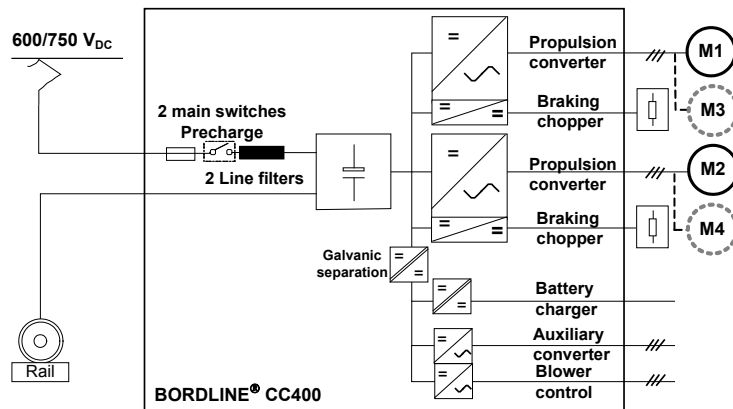 600/750 V_DC
2 main switches
Precharge
2 Line filters
Propulsion
converter
M1
M3
Braking
chopper
Propulsion
converter
M2
M4
Braking
chopper
Galvanic
separation
Battery
charger
Auxiliary
converter
Blower
control
Rail
BORDLINE® CC400